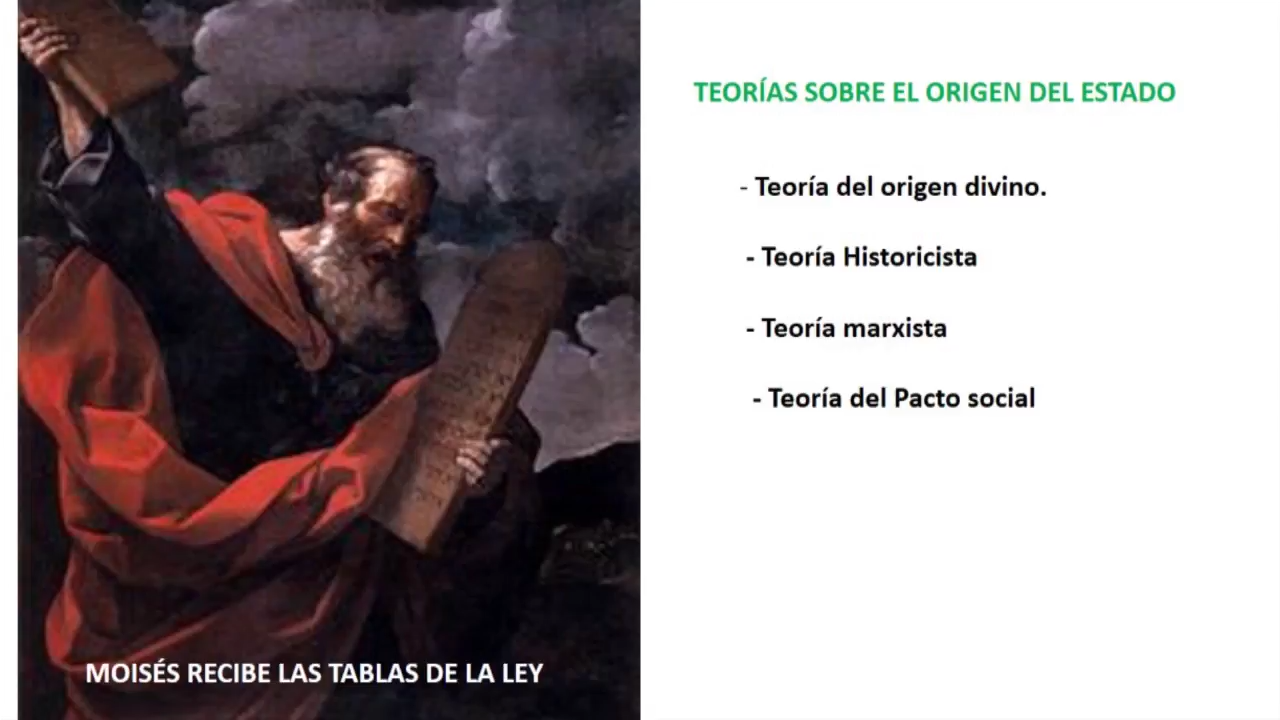 TEORÍAS SOBRE EL ORIGEN DEL ESTADO
- Teoría del origen divino.
- Teoría Historicista
- Teoría marxista
- Teoría del Pacto social
MOISÉS RECIBE LAS TABLAS DE LA LEY